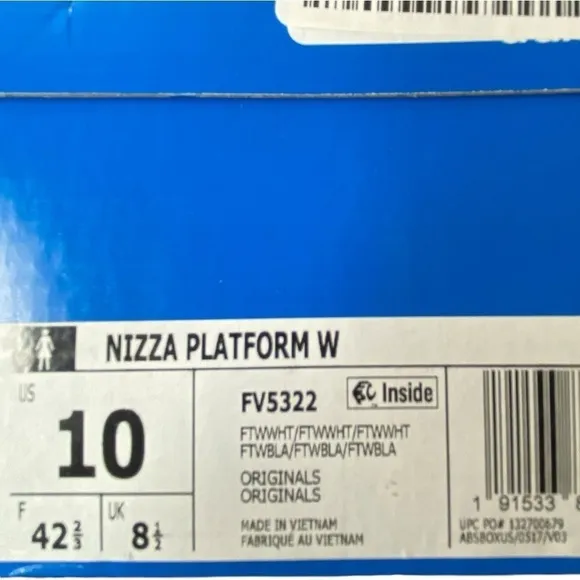 NIZZA PLATFORM W
US
10
F
42 2/3
UK
8 1/2
FV5322
Inside
FTWWHT/FTWWHT/FTWWHT
FTWBLA/FTWBLA/FTWBLA
ORIGINALS
ORIGINALS
MADE IN VIETNAM
FABRIQUÉ AU VIETNAM
1 91533 8
UPC PO# 132700679
ABSBOXUS/0517/V03